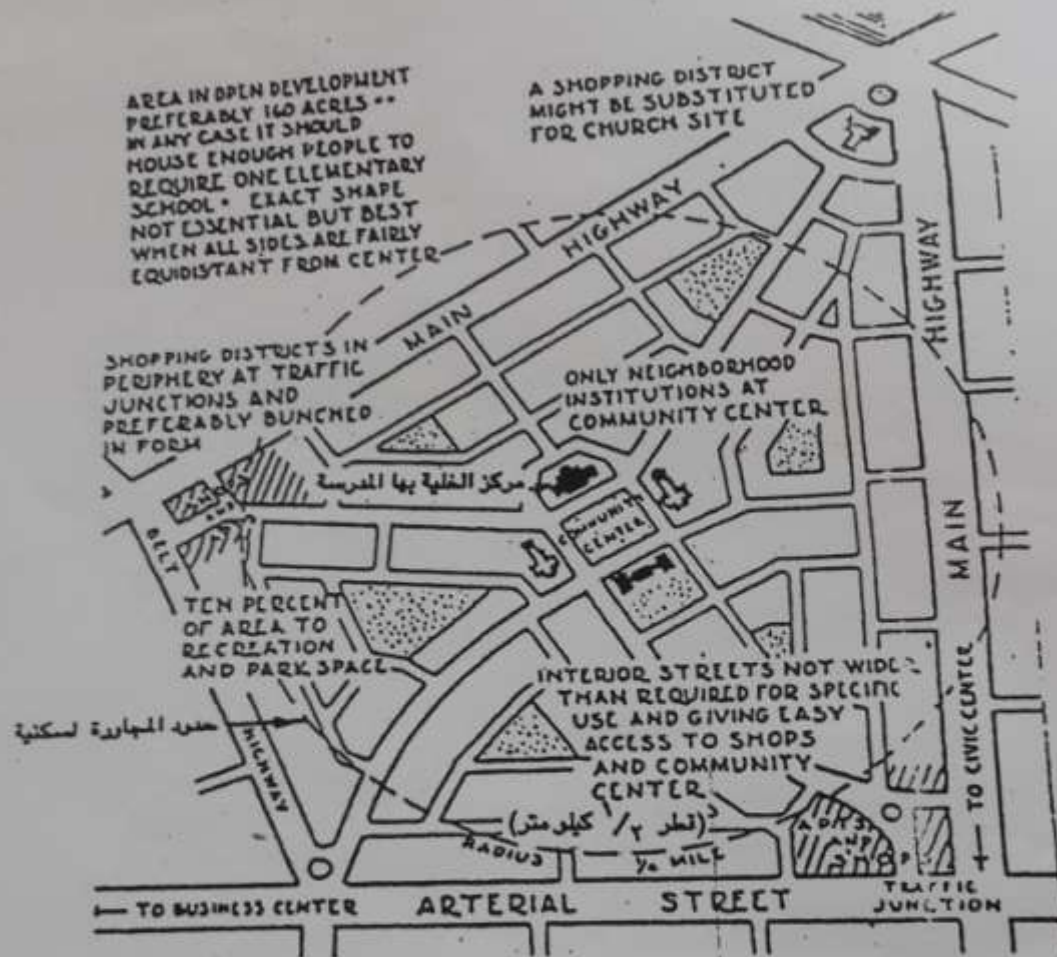 AREA IN OPEN DEVELOPMENT
PREFERABLY 160 ACRES ··
IN ANY CASE IT SHOULD
HOUSE ENOUGH PEOPLE TO
REQUIRE ONE ELEMENTARY
SCHOOL · EXACT SHAPE
NOT ESSENTIAL BUT BEST
WHEN ALL SIDES ARE FAIRLY
EQUIDISTANT FROM CENTER
A SHOPPING DISTRICT
MIGHT BE SUBSTITUTED
FOR CHURCH SITE
MAIN HIGHWAY
HIGHWAY
MAIN
SHOPPING DISTRICTS IN
PERIPHERY AT TRAFFIC
JUNCTIONS AND
PREFERABLY BUNCHED
IN FORM
ONLY NEIGHBORHOOD
INSTITUTIONS AT
COMMUNITY CENTER
مركز الخلية بها المدرسة
COMMUNITY
CENTER
BELT
HIGHWAY
TEN PERCENT
OF AREA TO
RECREATION
AND PARK SPACE
حدود المجاورة لسكنية
INTERIOR STREETS NOT WIDE
THAN REQUIRED FOR SPECIFIC
USE AND GIVING EASY
ACCESS TO SHOPS
AND COMMUNITY
CENTER
TO CIVIC CENTER
(قطر ١/٢ كيلومتر)
RADIUS
MILE
TO BUSINESS CENTER
ARTERIAL STREET
TRAFFIC
JUNCTION